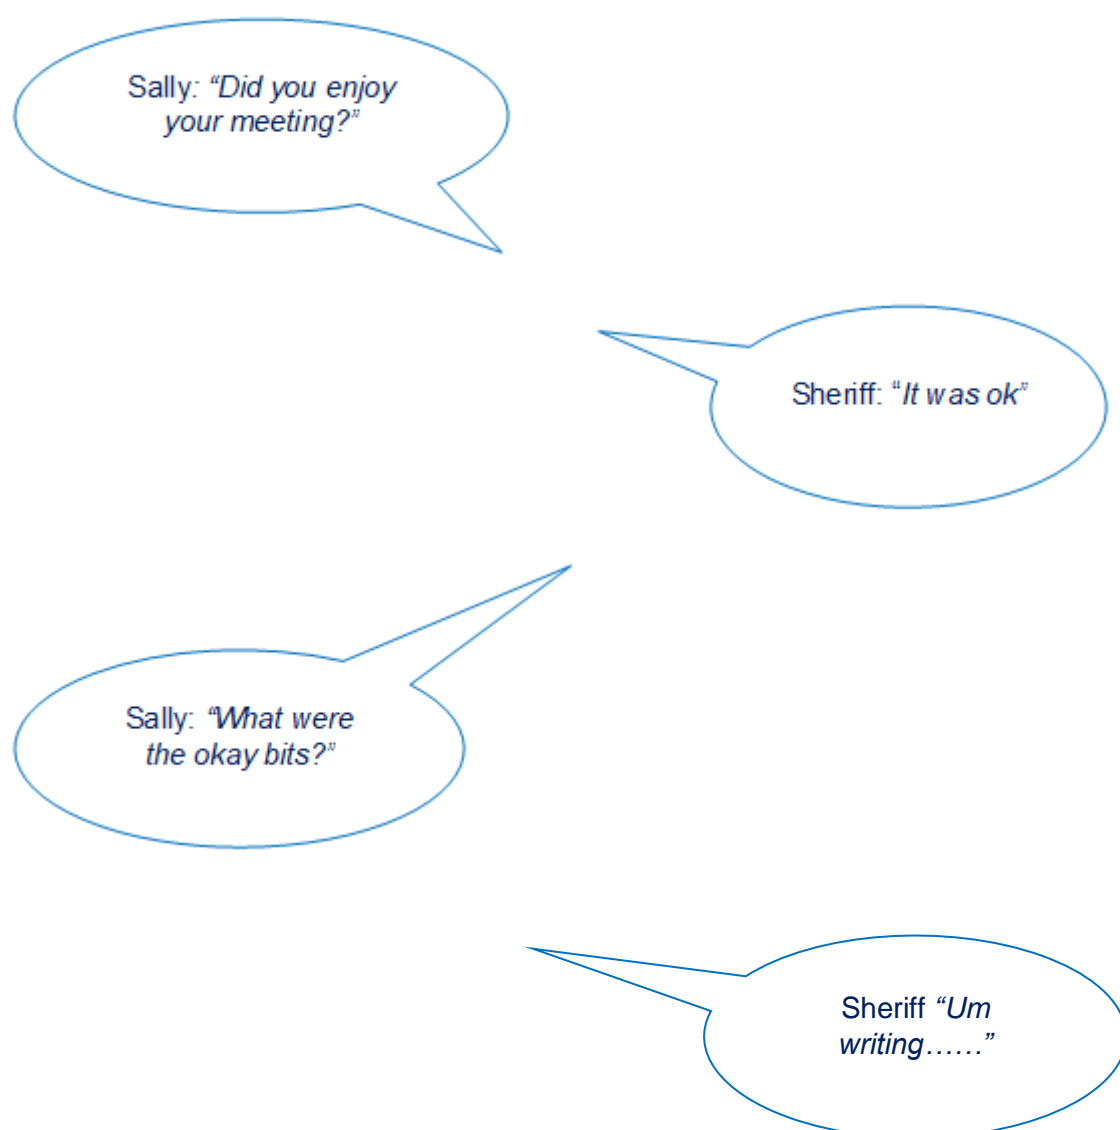 Sally: “Did you enjoy
your meeting?”
Sheriff: “It was ok”
Sally: “What were
the okay bits?”
Sheriff “Um
writing……”